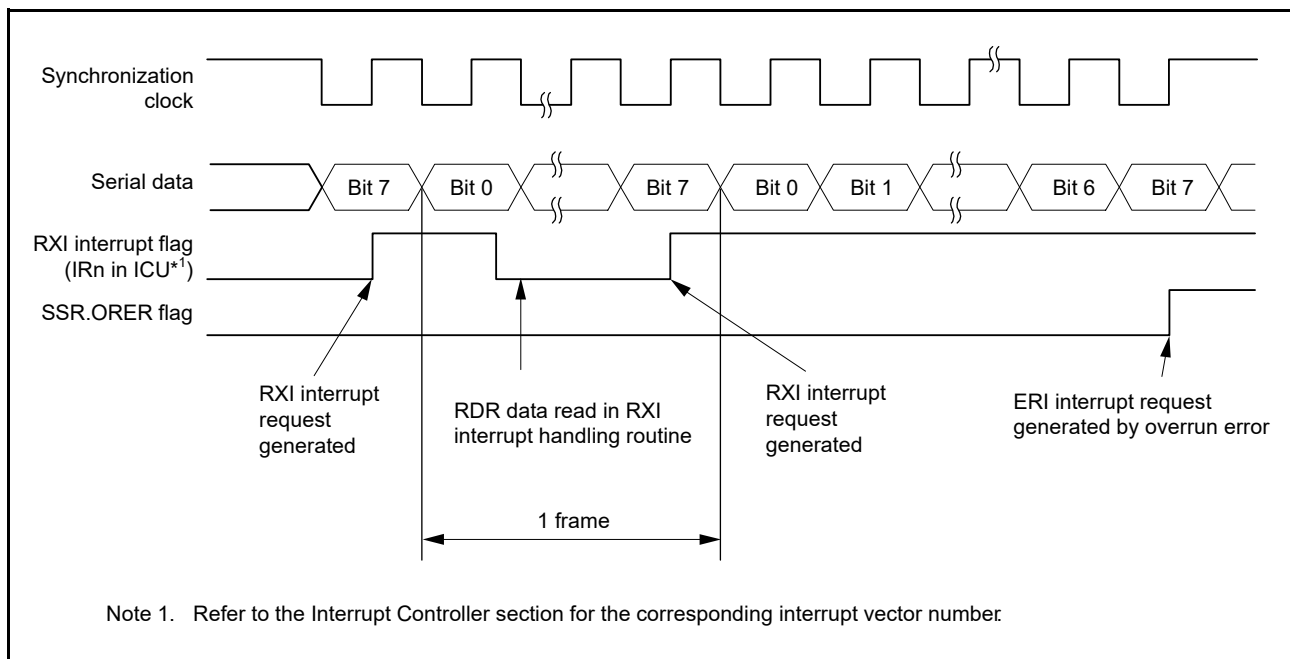 Synchronization
clock
Serial data
Bit 7
Bit 0
Bit 7
Bit 0
Bit 1
Bit 6
Bit 7
RXI interrupt flag
(IRn in ICU*1)
SSR.ORER flag
RXI interrupt
request
generated
RDR data read in RXI
interrupt handling routine
RXI interrupt
request
generated
ERI interrupt request
generated by overrun error
1 frame
Note 1. Refer to the Interrupt Controller section for the corresponding interrupt vector number.